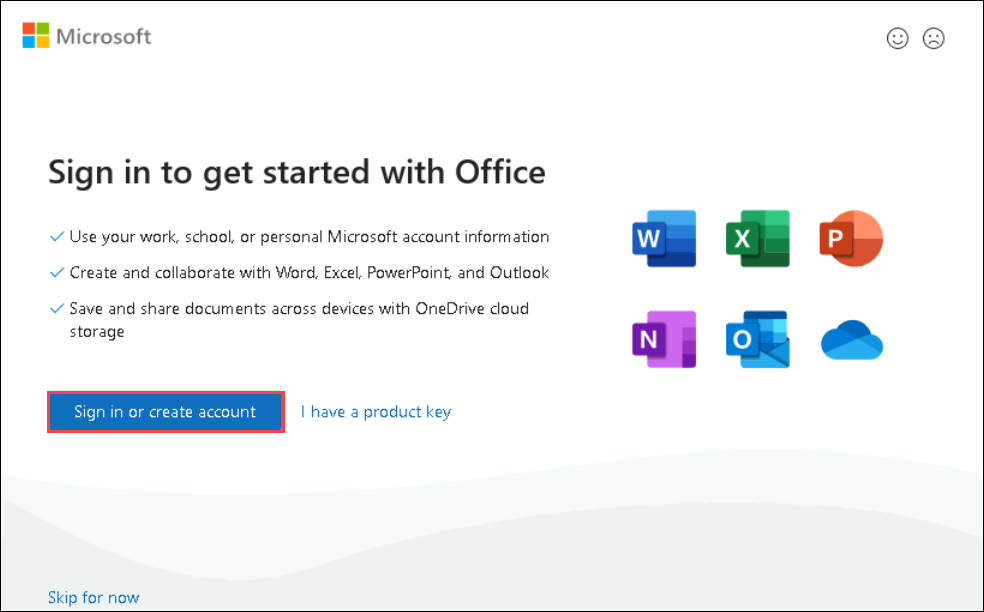 Microsoft
Sign in to get started with Office
Use your work, school, or personal Microsoft account information
Create and collaborate with Word, Excel, PowerPoint, and Outlook
Save and share documents across devices with OneDrive cloud
storage
W X P
N O
Sign in or create account I have a product key
Skip for now